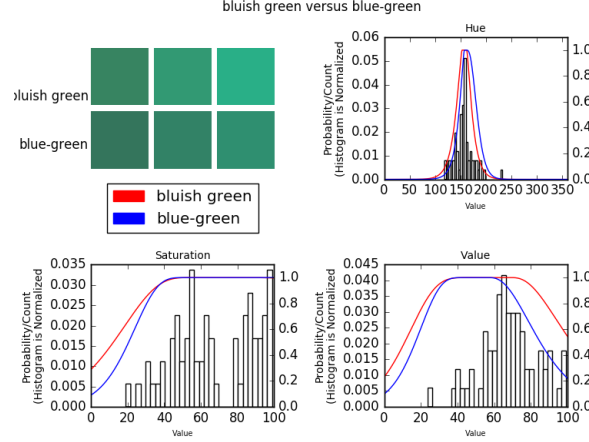 bluish green versus blue-green
bluish green
blue-green
bluish green
blue-green
Hue
Probability/Count
(Histogram is Normalized
0.06
0.05
0.04
0.03
0.02
0.01
0.00
1.0
0.8
0.6
0.4
0.2
0.0
0 50 100 150 200 250 300 350
Value
Saturation
Probability/Count
(Histogram is Normalized
0.035
0.030
0.025
0.020
0.015
0.010
0.005
0.000
1.0
0.8
0.6
0.4
0.2
0.0
0 20 40 60 80 100
Value
Value
Probability/Count
(Histogram is Normalized
0.045
0.040
0.035
0.030
0.025
0.020
0.015
0.010
0.005
0.000
1.0
0.8
0.6
0.4
0.2
0.0
0 20 40 60 80 100
Value